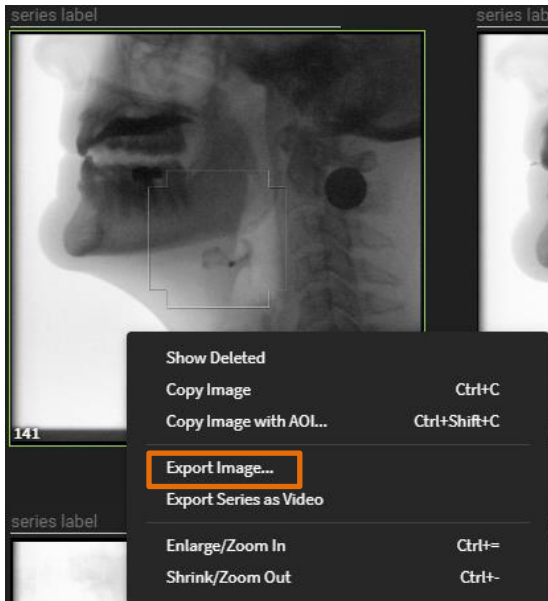 series label
series lab
141
Show Deleted
Copy Image Ctrl+C
Copy Image with AOI... Ctrl+Shift+C
Export Image...
Export Series as Video
Enlarge/Zoom In Ctrl+=
Shrink/Zoom Out Ctrl+-
series label